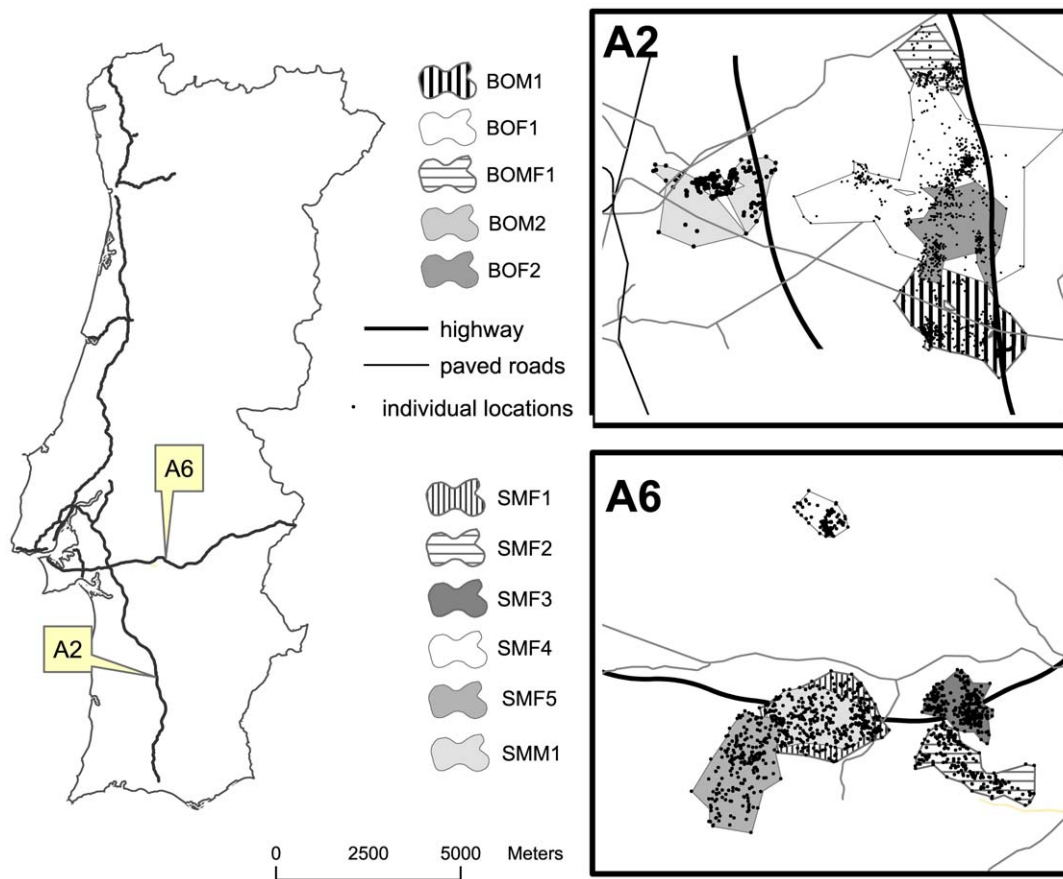 A6
A2
BOM1
BOF1
BOMF1
BOM2
BOF2
highway
paved roads
individual locations
SMF1
SMF2
SMF3
SMF4
SMF5
SMM1
0 2500 5000 Meters
A2
A6